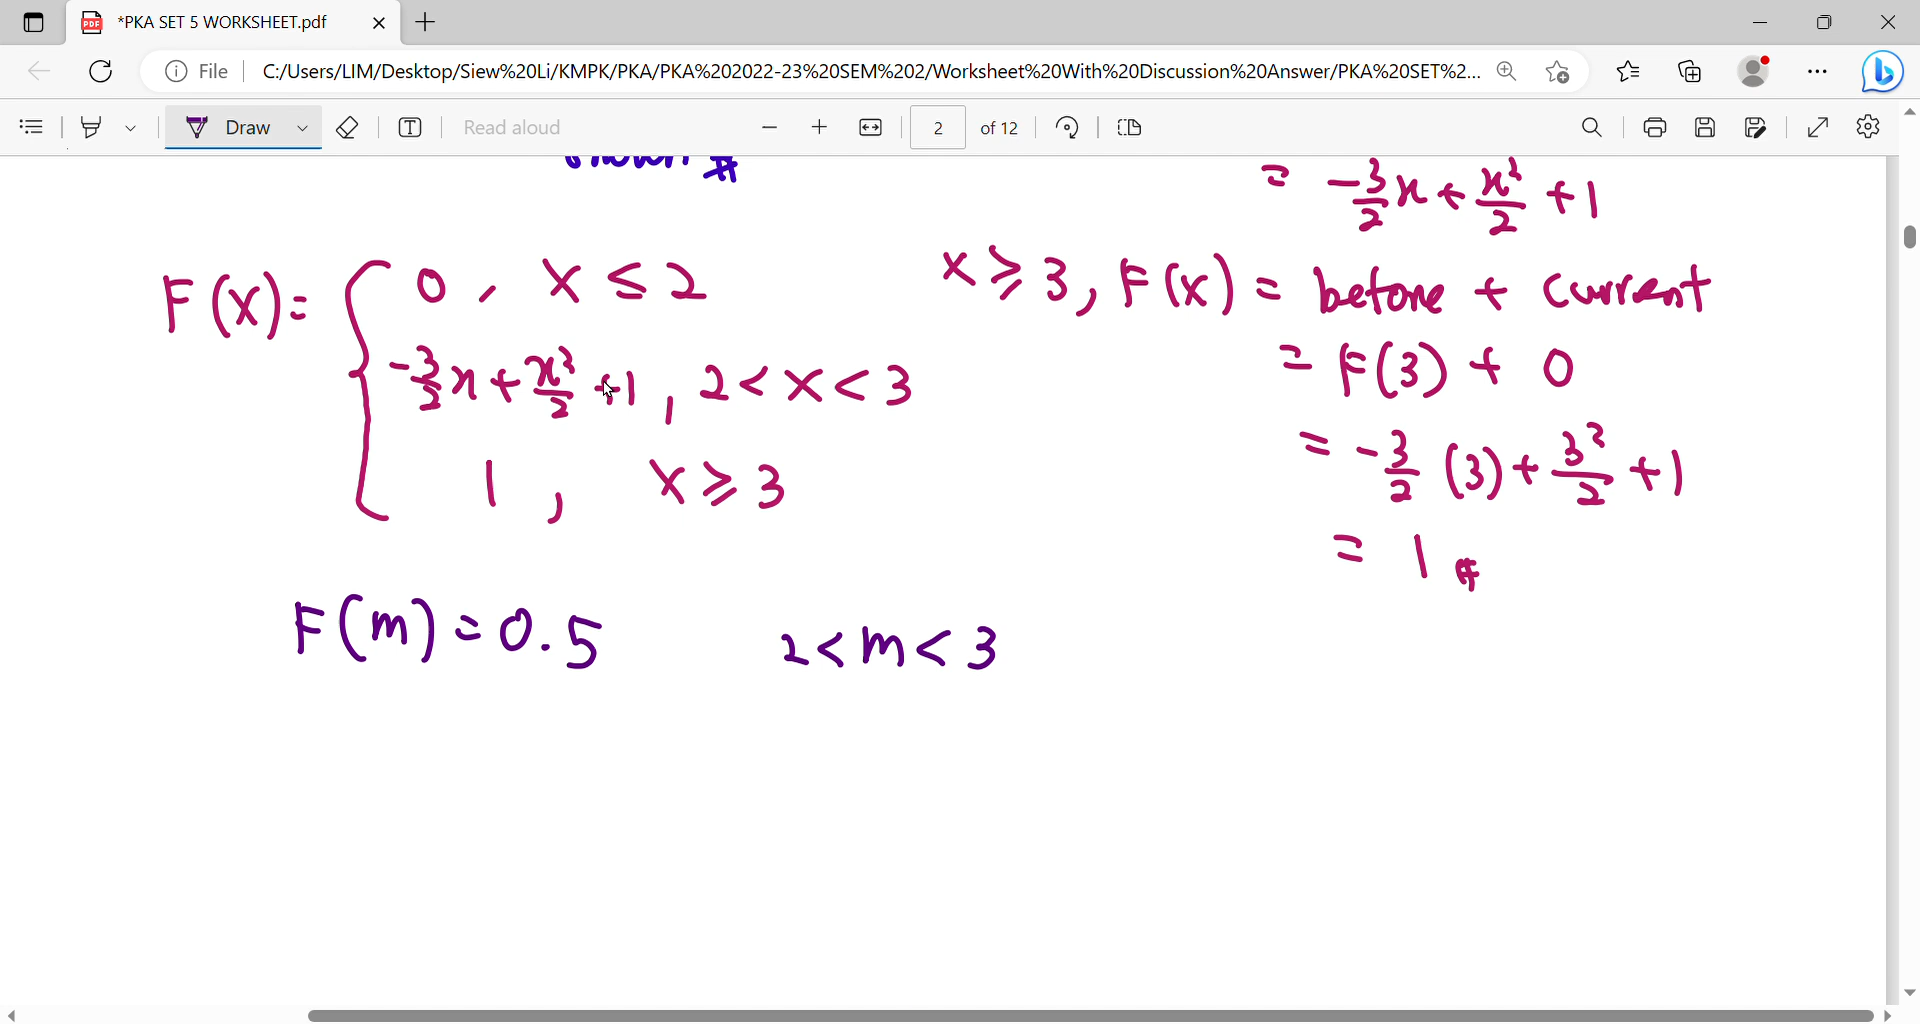 *PKA SET 5 WORKSHEET.pdf
File
C:/Users/LIM/Desktop/Siew%20Li/KMPK/PKA/PKA%202022-23%20SEM%202/Worksheet%20With%20Discussion%20Answer/PKA%20SET%2...
Draw
Read aloud
2 of 12
= -3/2 x + x²/2 + 1
F(x) = { 0, x ≤ 2
-3/2 x + x²/2 + 1, 2 < x < 3
1, x ≥ 3
x ≥ 3, F(x) = before + current
= F(3) + 0
= -3/2 (3) + 3²/2 + 1
= 1 #
F(m) = 0.5
2 < m < 3